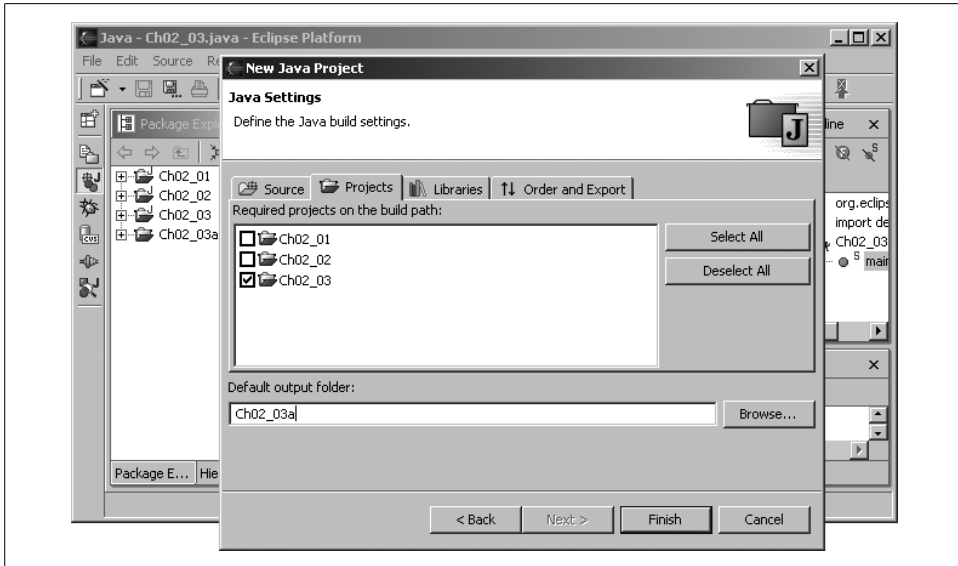 Java - Ch02_03.java - Eclipse Platform
File Edit Source
New Java Project
Java Settings
Define the Java build settings.
J
Package
line
Ch02_01
Ch02_02
Ch02_03
Ch02_03a
CVS
Source Projects Libraries Order and Export
Required projects on the build path:
Ch02_01
Ch02_02
Ch02_03
Select All
Deselect All
org.eclips
import de
Ch02_03
S main
Default output folder:
Ch02_03a
Browse...
Package E... Hie
< Back Next > Finish Cancel